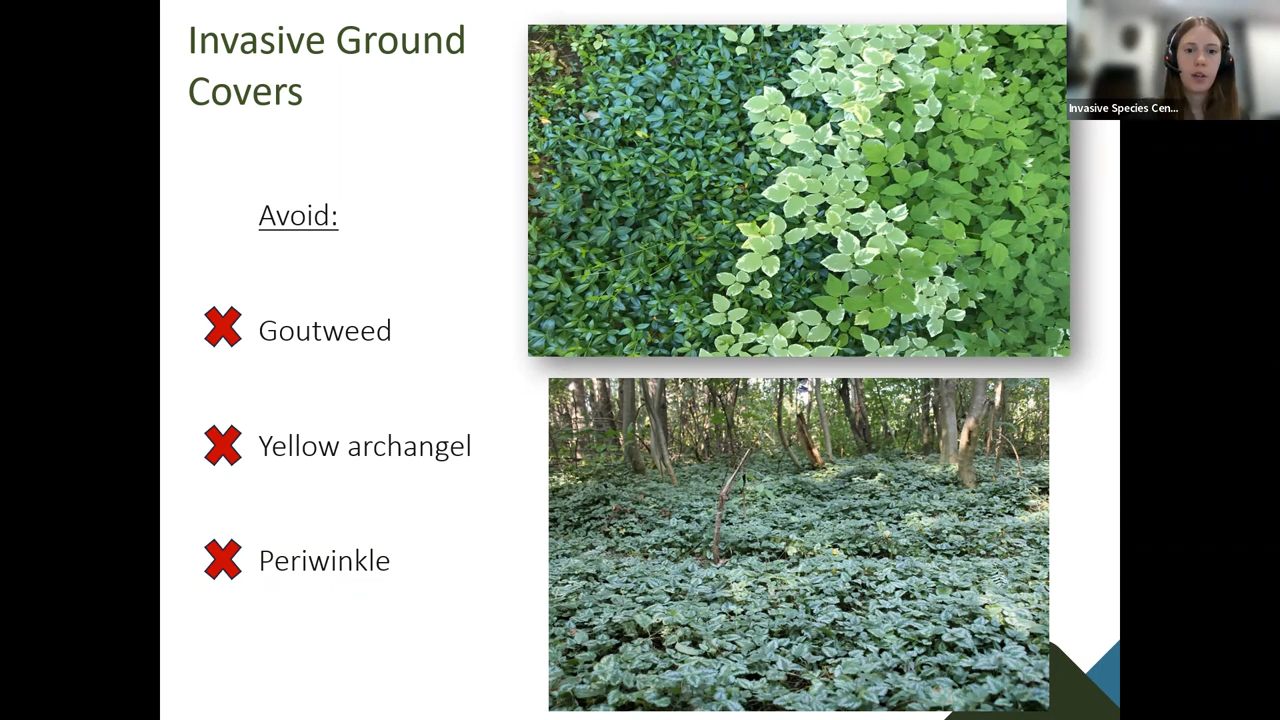 Invasive Ground
Covers
Avoid:
Goutweed
Yellow archangel
Periwinkle
Invasive Species Cen...